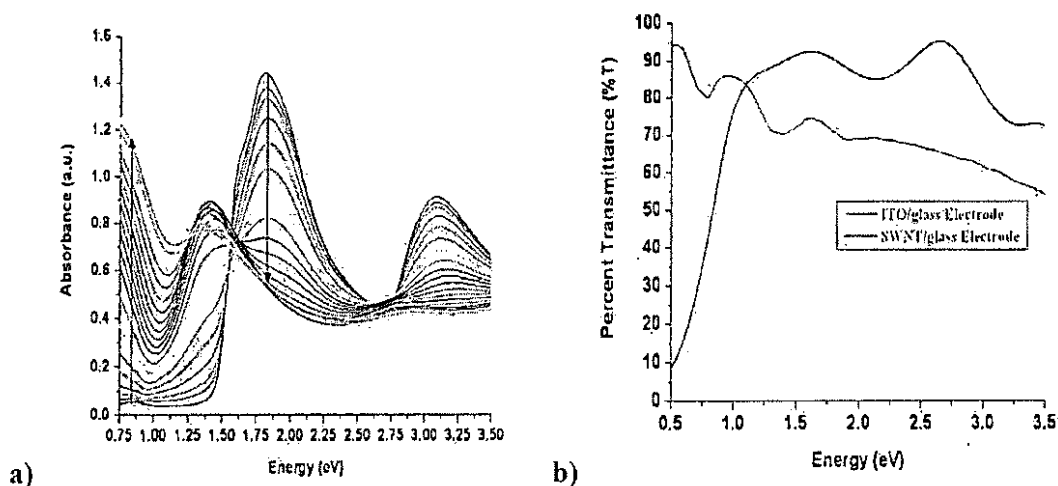 1.6
1.4
1.2
1.0
0.8
0.6
0.4
0.2
0.0
Absorbance (a.u.)
0.75 1.00 1.25 1.50 1.75 2.00 2.25 2.50 2.75 3.00 3.25 3.50
Energy (eV)
a)
100
90
80
70
60
50
40
30
20
10
0
Percent Transmittance (%T)
ITO/glass Electrode
SWNT/glass Electrode
0.5 1.0 1.5 2.0 2.5 3.0 3.5
Energy (eV)
b)